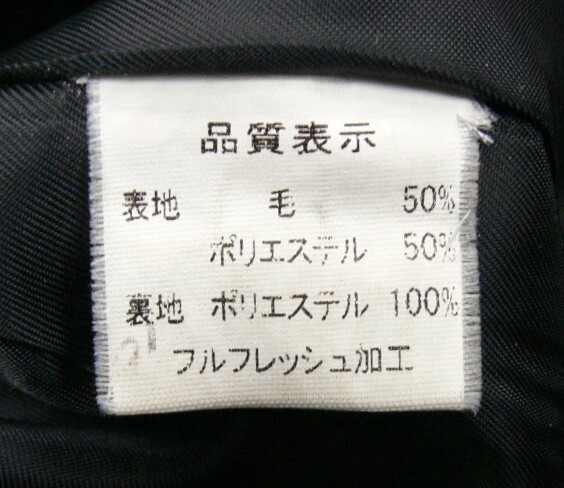 品質表示
表地 毛 50%
ポリエステル 50%
裏地 ポリエステル 100%
フルフレッシュ加工